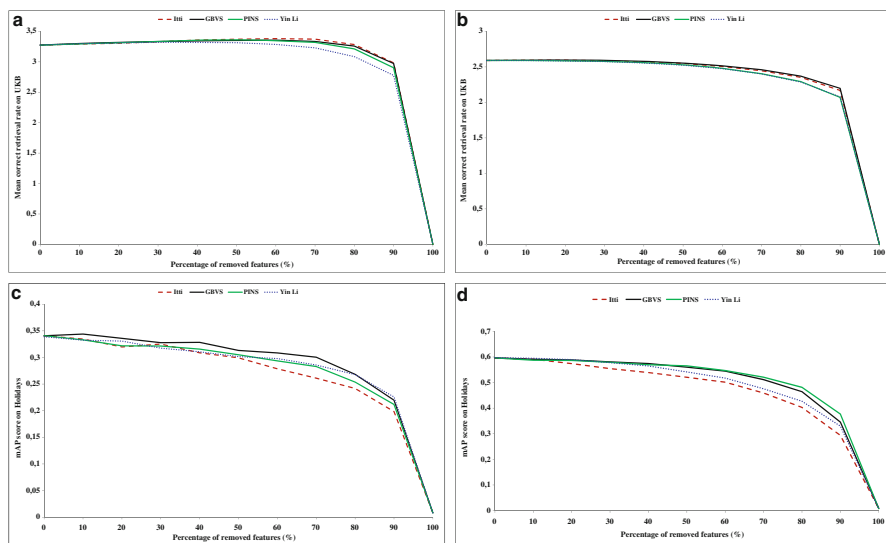 a
Itti GBVS PINS Yin Li
4
3,5
3
2,5
2
1,5
1
0,5
0
Mean correct retrieval rate on UKB
0 10 20 30 40 50 60 70 80 90 100
Percentage of removed features (%)
b
Itti GBVS PINS Yin Li
3
2,5
2
1,5
1
0,5
0
Mean correct retrieval rate on UKB
0 10 20 30 40 50 60 70 80 90 100
Percentage of removed features (%)
c
Itti GBVS PINS Yin Li
0,4
0,35
0,3
0,25
0,2
0,15
0,1
0,05
0
mAP score on Holidays
0 10 20 30 40 50 60 70 80 90 100
Percentage of removed features (%)
d
Itti GBVS PINS Yin Li
0,7
0,6
0,5
0,4
0,3
0,2
0,1
0
mAP score on Holidays
0 10 20 30 40 50 60 70 80 90 100
Percentage of removed features (%)